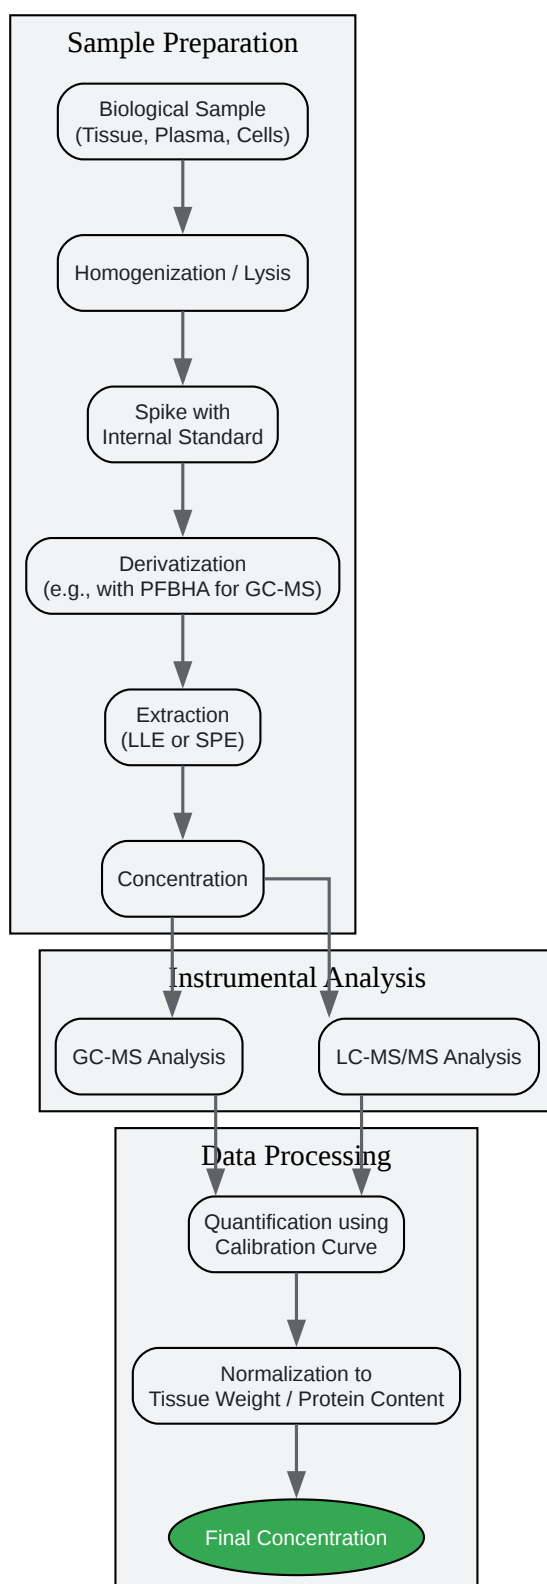 Sample Preparation
Biological Sample
(Tissue, Plasma, Cells)
Homogenization / Lysis
Spike with
Internal Standard
Derivatization
(e.g., with PFBHA for GC-MS)
Extraction
(LLE or SPE)
Concentration
Instrumental Analysis
GC-MS Analysis
LC-MS/MS Analysis
Data Processing
Quantification using
Calibration Curve
Normalization to
Tissue Weight / Protein Content
Final Concentration